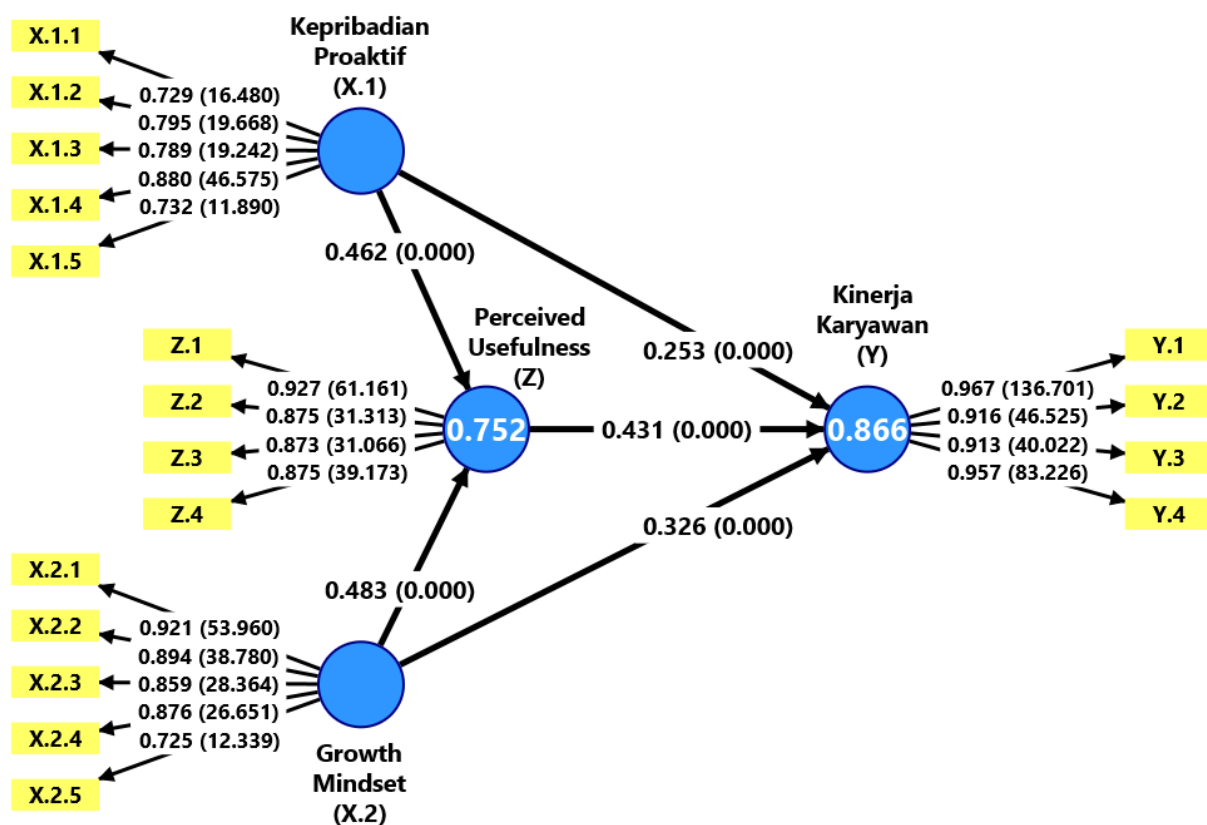 X.1.1
X.1.2
X.1.3
X.1.4
X.1.5
0.729 (16.480)
0.795 (19.668)
0.789 (19.242)
0.880 (46.575)
0.732 (11.890)
Kepribadian
Proaktif
(X.1)
0.462 (0.000)
0.253 (0.000)
Z.1
Z.2
Z.3
Z.4
0.927 (61.161)
0.875 (31.313)
0.873 (31.066)
0.875 (39.173)
Perceived
Usefulness
(Z)
0.752
0.431 (0.000)
Kinerja
Karyawan
(Y)
0.866
0.967 (136.701)
0.916 (46.525)
0.913 (40.022)
0.957 (83.226)
Y.1
Y.2
Y.3
Y.4
0.326 (0.000)
0.483 (0.000)
X.2.1
X.2.2
X.2.3
X.2.4
X.2.5
0.921 (53.960)
0.894 (38.780)
0.859 (28.364)
0.876 (26.651)
0.725 (12.339)
Growth
Mindset
(X.2)